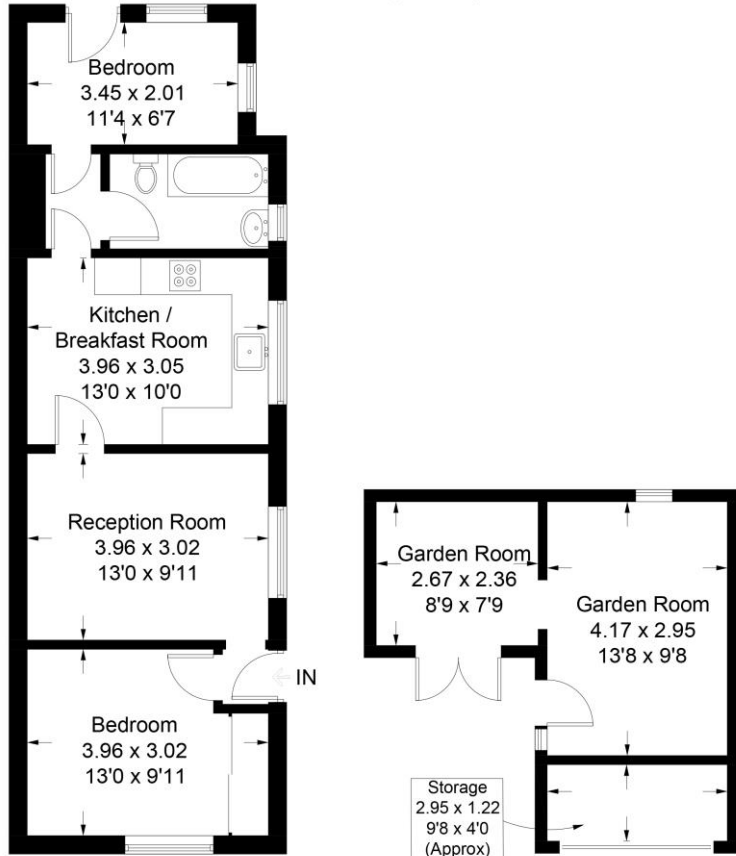 Bedroom
3.45 x 2.01
11'4 x 6'7
Kitchen /
Breakfast Room
3.96 x 3.05
13'0 x 10'0
Reception Room
3.96 x 3.02
13'0 x 9'11
IN
Bedroom
3.96 x 3.02
13'0 x 9'11
Garden Room
2.67 x 2.36
8'9 x 7'9
Garden Room
4.17 x 2.95
13'8 x 9'8
Storage
2.95 x 1.22
9'8 x 4'0
(Approx)